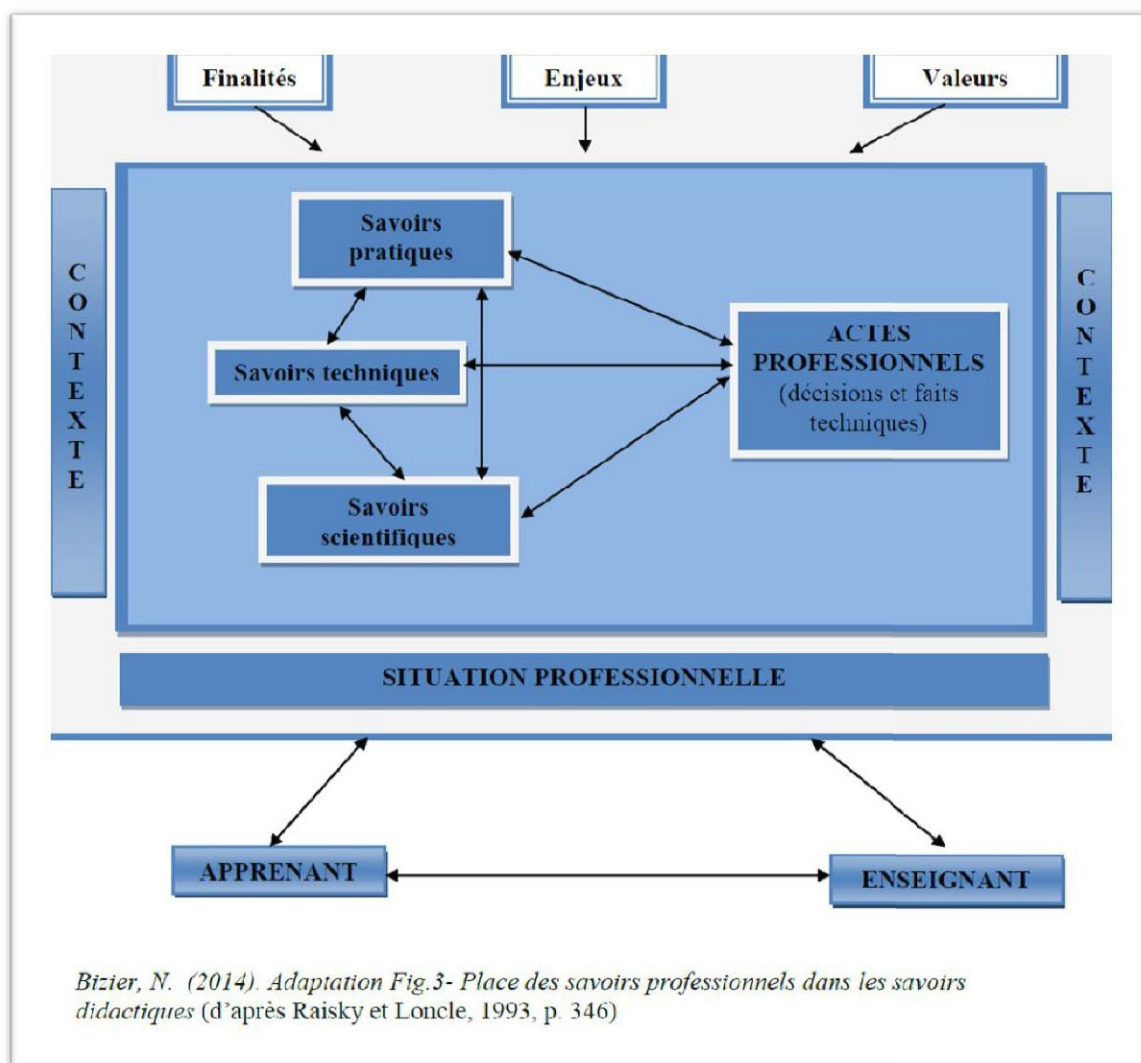 Finalités
Enjeux
Valeurs
CONTEXTE
Savoirs
pratiques
Savoirs techniques
Savoirs
scientifiques
ACTES
PROFESSIONNELS
(décisions et faits
techniques)
CONTEXTE
SITUATION PROFESSIONNELLE
APPRENANT
ENSEIGNANT
Bizier, N. (2014). Adaptation Fig.3- Place des savoirs professionnels dans les savoirs
didactiques (d'après Raisky et Loncle, 1993, p. 346)